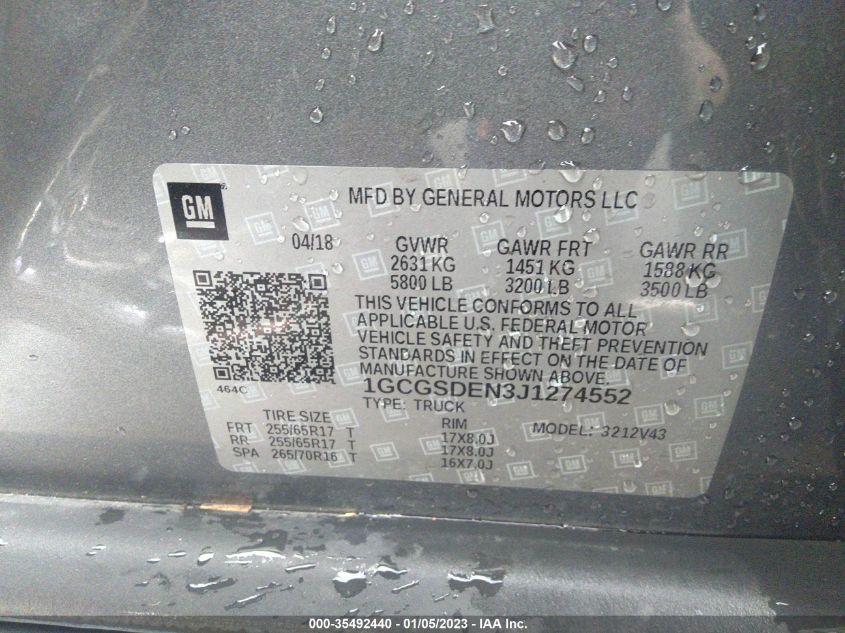 GM
MFD BY GENERAL MOTORS LLC
04/18 GVWR GAWR FRT GAWR RR
2631 KG 1451 KG 1588 KG
5800 LB 3200 LB 3500 LB
THIS VEHICLE CONFORMS TO ALL
APPLICABLE U.S. FEDERAL MOTOR
VEHICLE SAFETY AND THEFT PREVENTION
STANDARDS IN EFFECT ON THE DATE OF
MANUFACTURE SHOWN ABOVE.
464C
1GCGSDEN3J1274552
TYPE: TRUCK
TIRE SIZE RIM MODEL: 3212V43
FRT 255/65R17 T 17X8.0J
RR 255/65R17 T 17X8.0J
SPA 265/70R16 T 16X7.0J
000-35492440 - 01/05/2023 - IAA Inc.